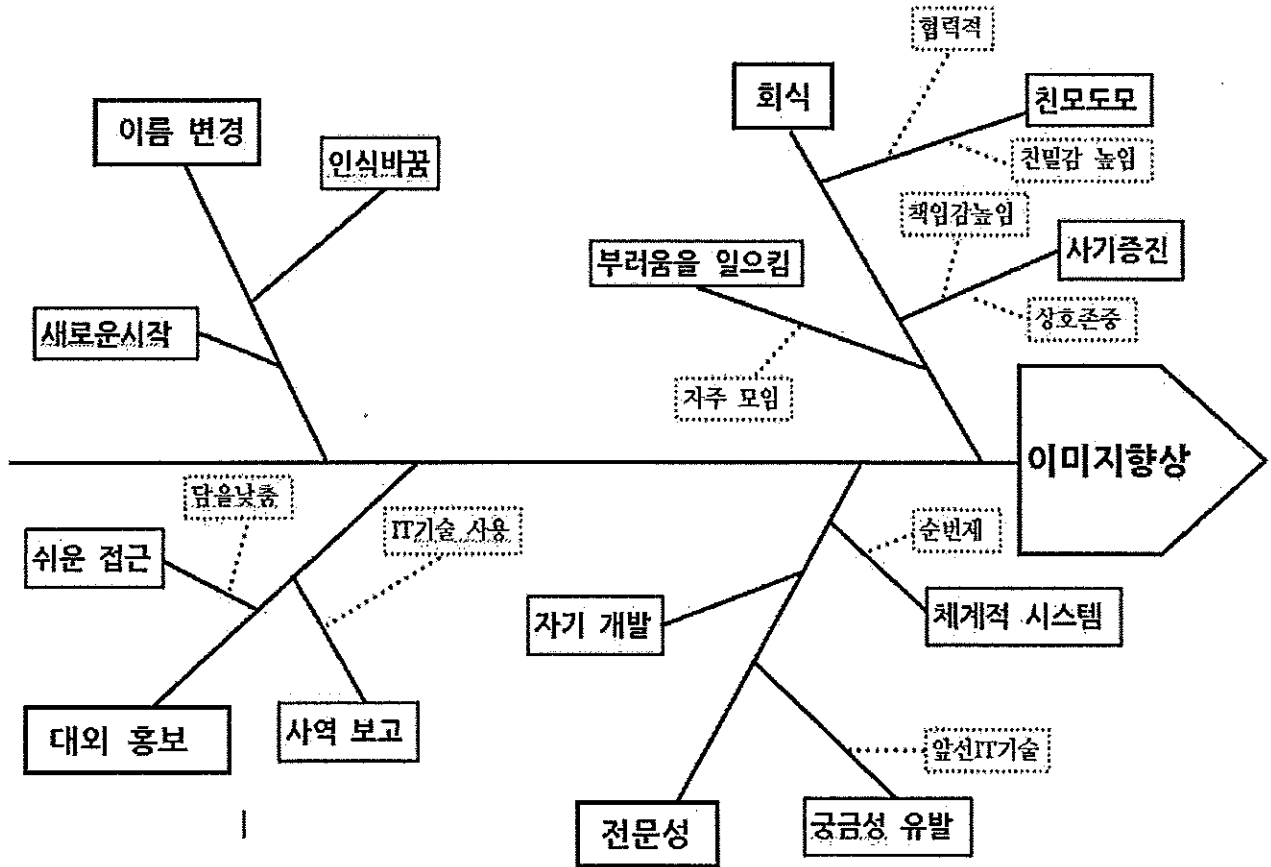 협력적
회식
친모도모
이름 변경
인식바꿈
친밀감 높임
책임감높임
부러움을 일으킴
사기증진
새로운시작
상호존중
자주 모임
이미지향상
담을낮춤
IT기술 사용
순번제
쉬운 접근
자기 개발
체계적 시스템
대외 홍보
사역 보고
앞선IT기술
전문성
궁금성 유발